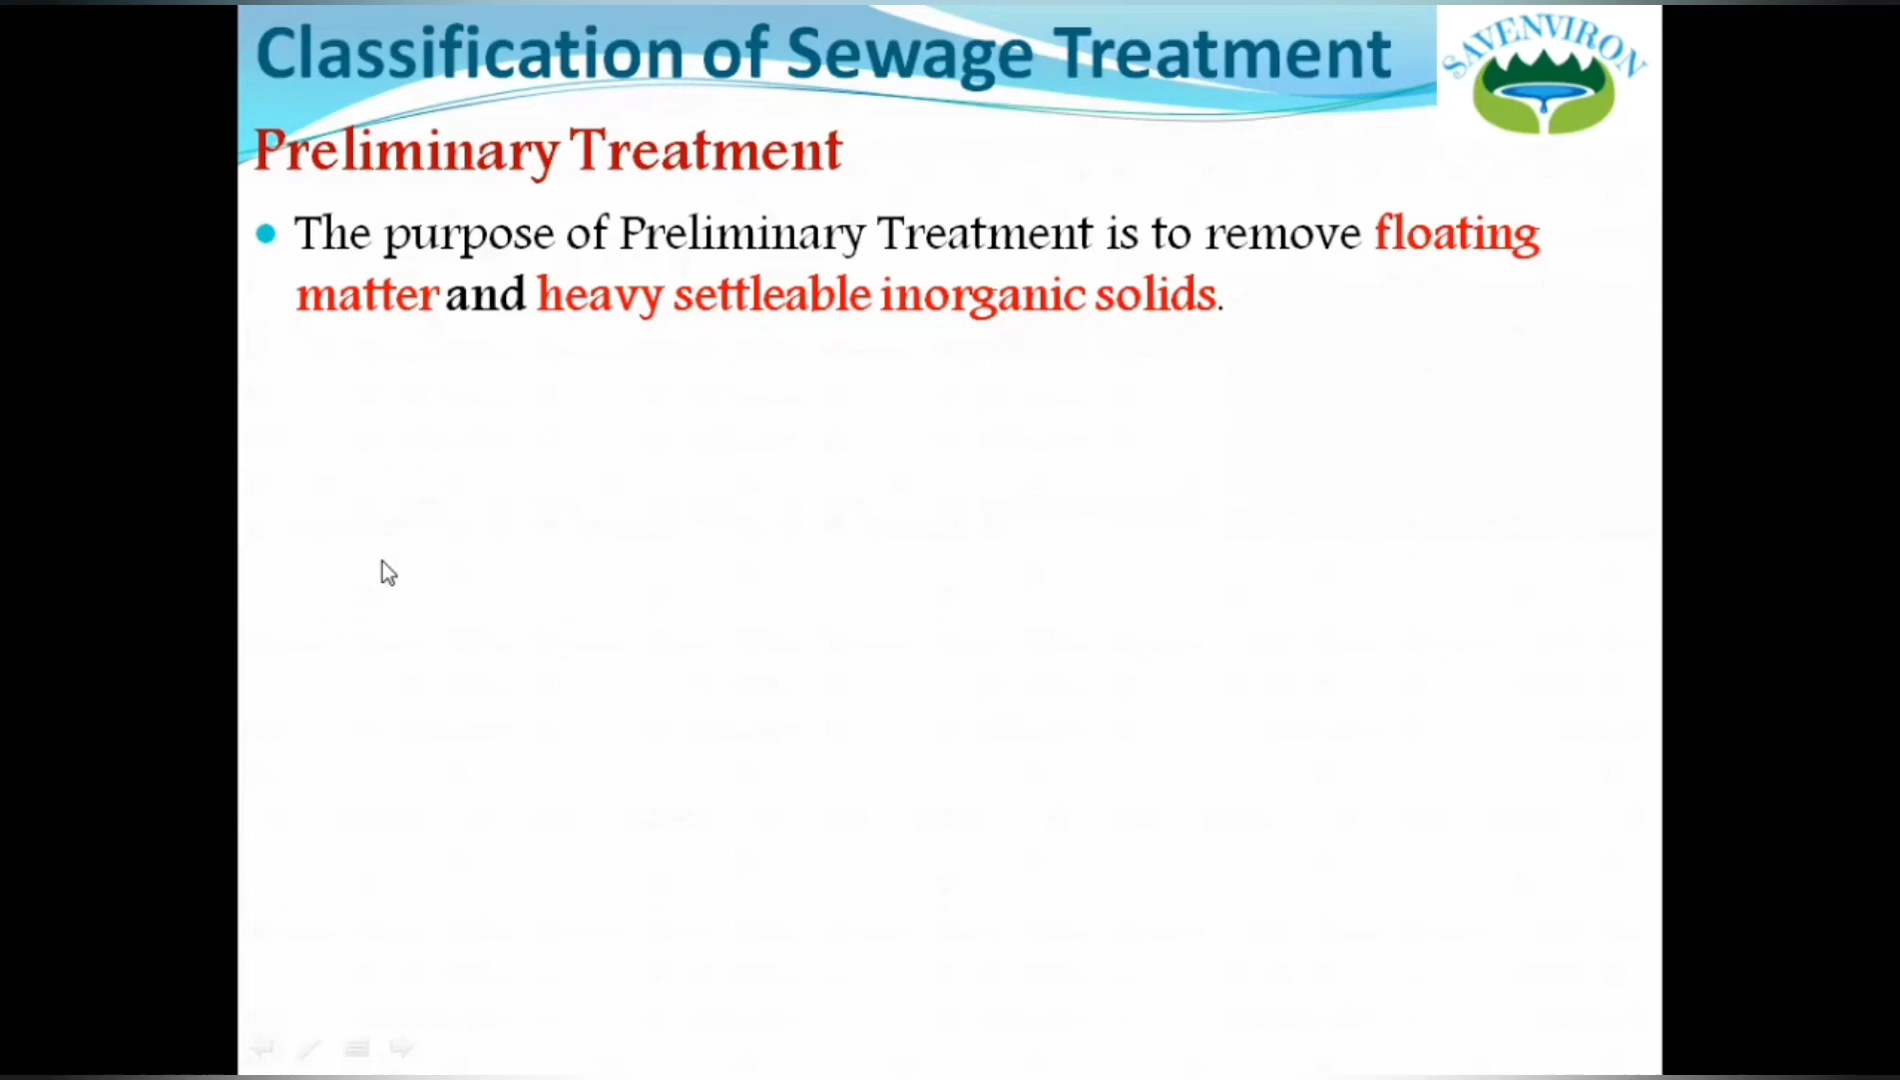 Classification of Sewage Treatment
SAVENVIRON
Preliminary Treatment
• The purpose of Preliminary Treatment is to remove floating
matter and heavy settleable inorganic solids.